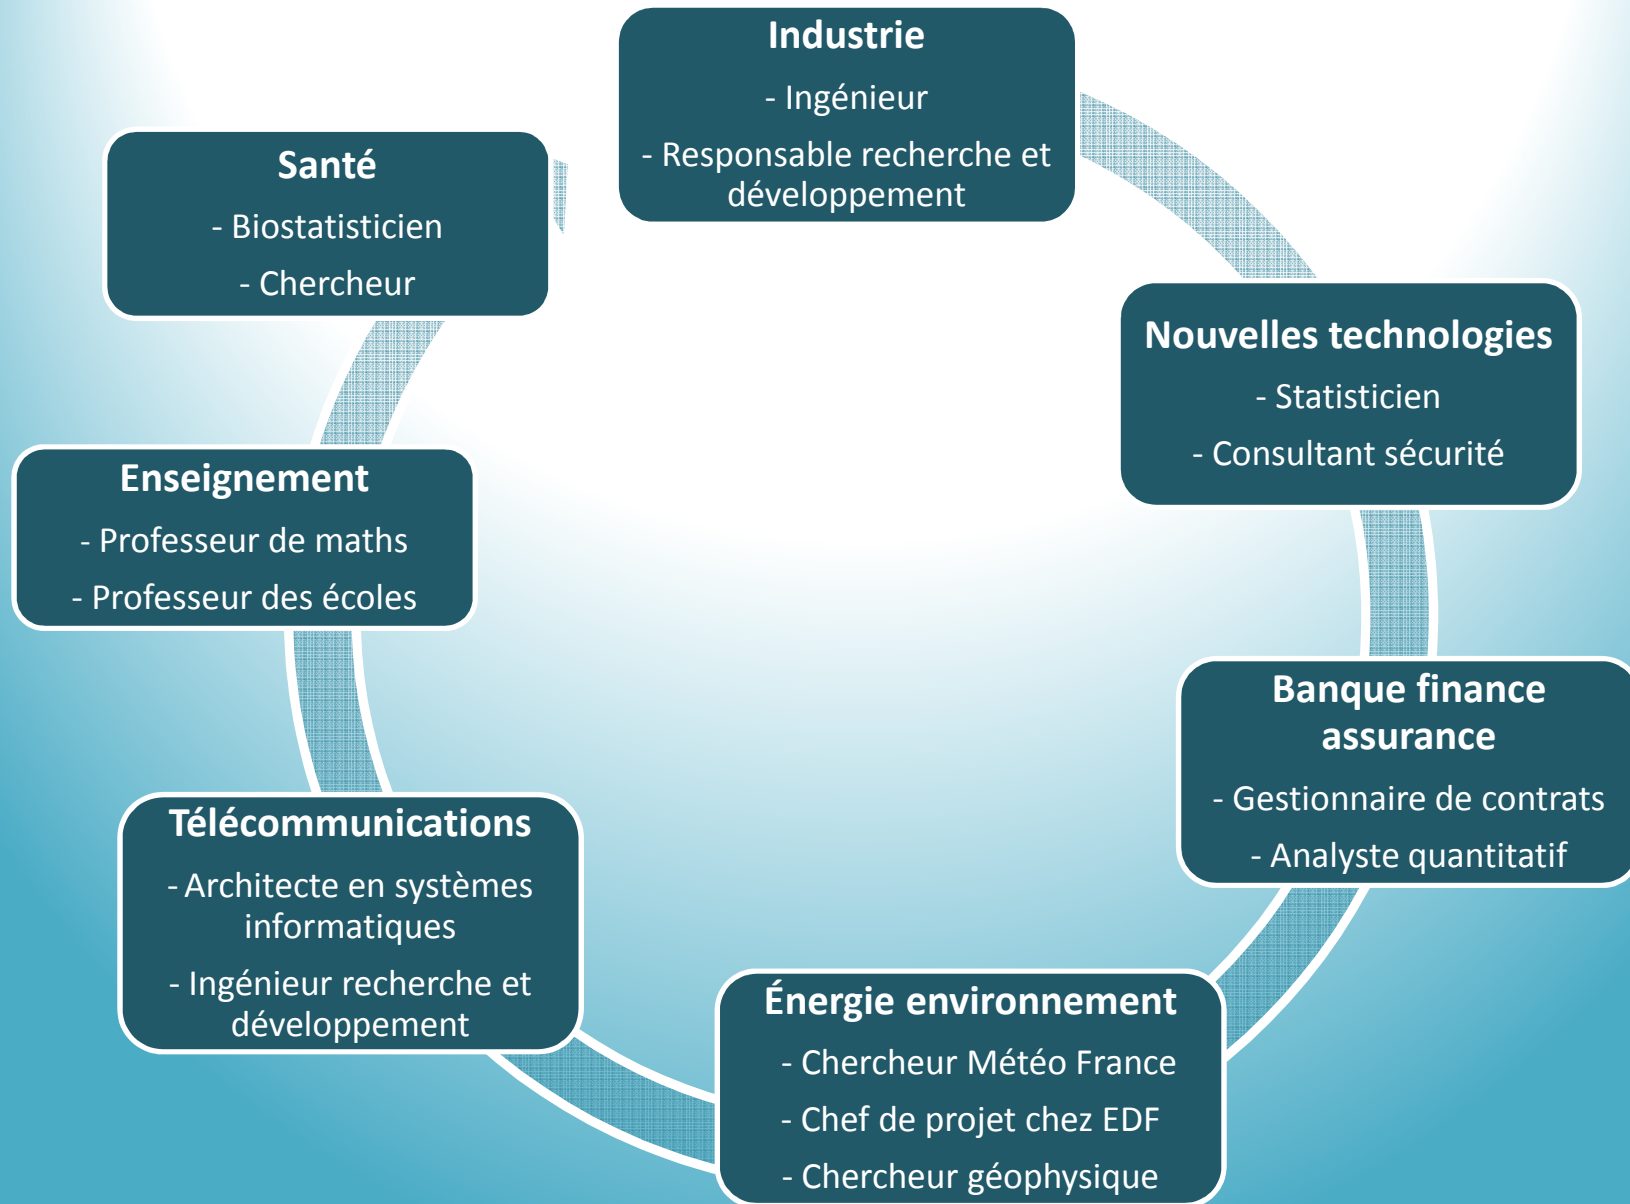 Industrie
- Ingénieur
- Responsable recherche et
développement
Santé
- Biostatisticien
- Chercheur
Nouvelles technologies
- Statisticien
- Consultant sécurité
Enseignement
- Professeur de maths
- Professeur des écoles
Banque finance
assurance
- Gestionnaire de contrats
- Analyste quantitatif
Télécommunications
- Architecte en systèmes
informatiques
- Ingénieur recherche et
développement
Énergie environnement
- Chercheur Météo France
- Chef de projet chez EDF
- Chercheur géophysique